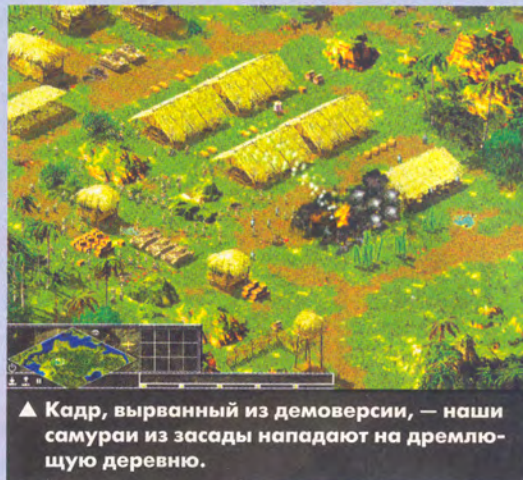 ▲ Кадр, вырванный из демоверсии, — наши
самураи из засады нападают на дремлю-
щую деревню.